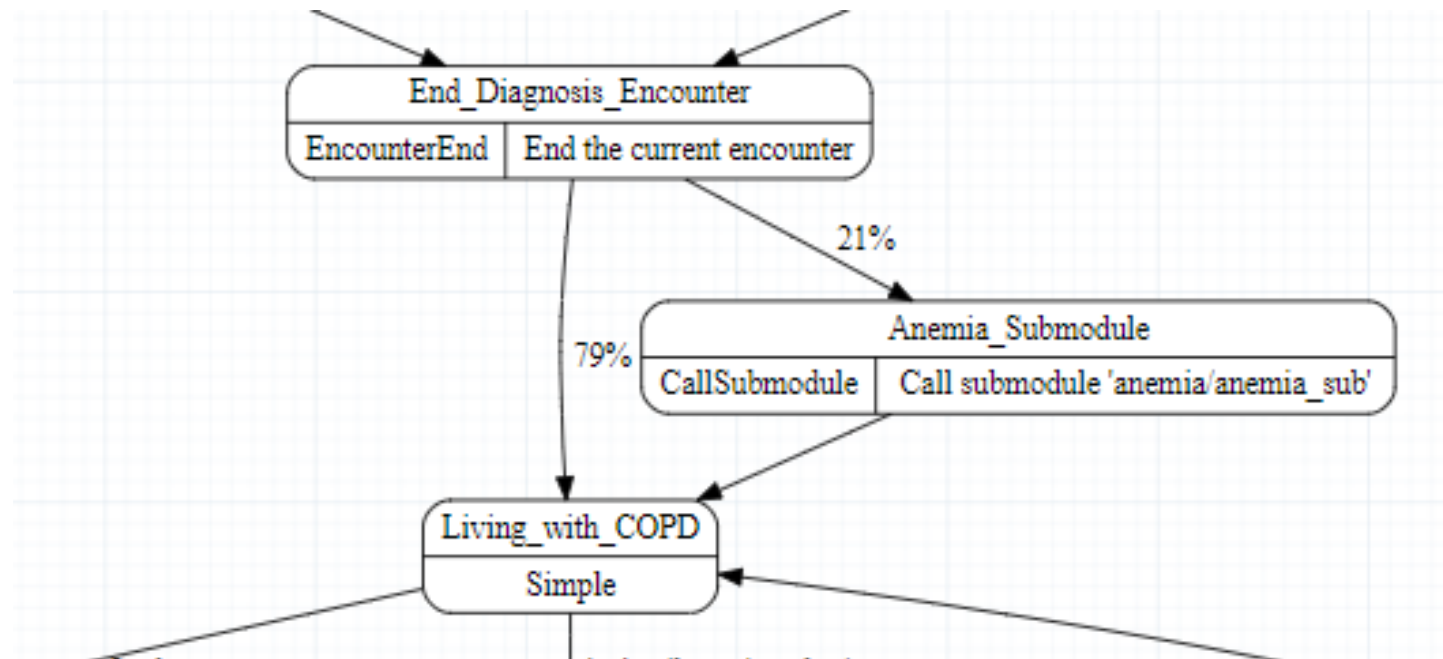 End_Diagnosis_Encounter
EncounterEnd End the current encounter
21%
Anemia_Submodule
79%
CallSubmodule Call submodule 'anemia/anemia_sub'
Living_with_COPD
Simple